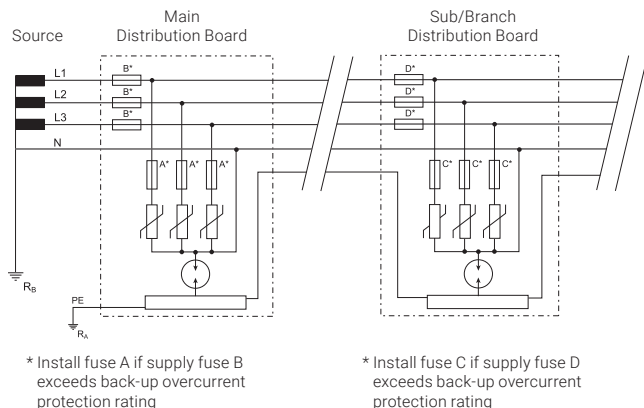 Source
Main
Distribution Board
Sub/Branch
Distribution Board
L1
B*
D*
L2
B*
D*
L3
B*
D*
N
A*
A*
A*
C*
C*
C*
RB
PE
RA
* Install fuse A if supply fuse B
exceeds back-up overcurrent
protection rating
* Install fuse C if supply fuse D
exceeds back-up overcurrent
protection rating